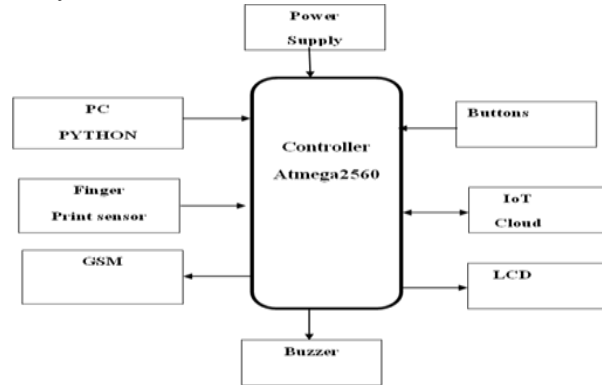 Power
Supply
PC
PYTHON
Controller
Atmega2560
Buttons
Finger
Print sensor
IoT
Cloud
GSM
LCD
Buzzer